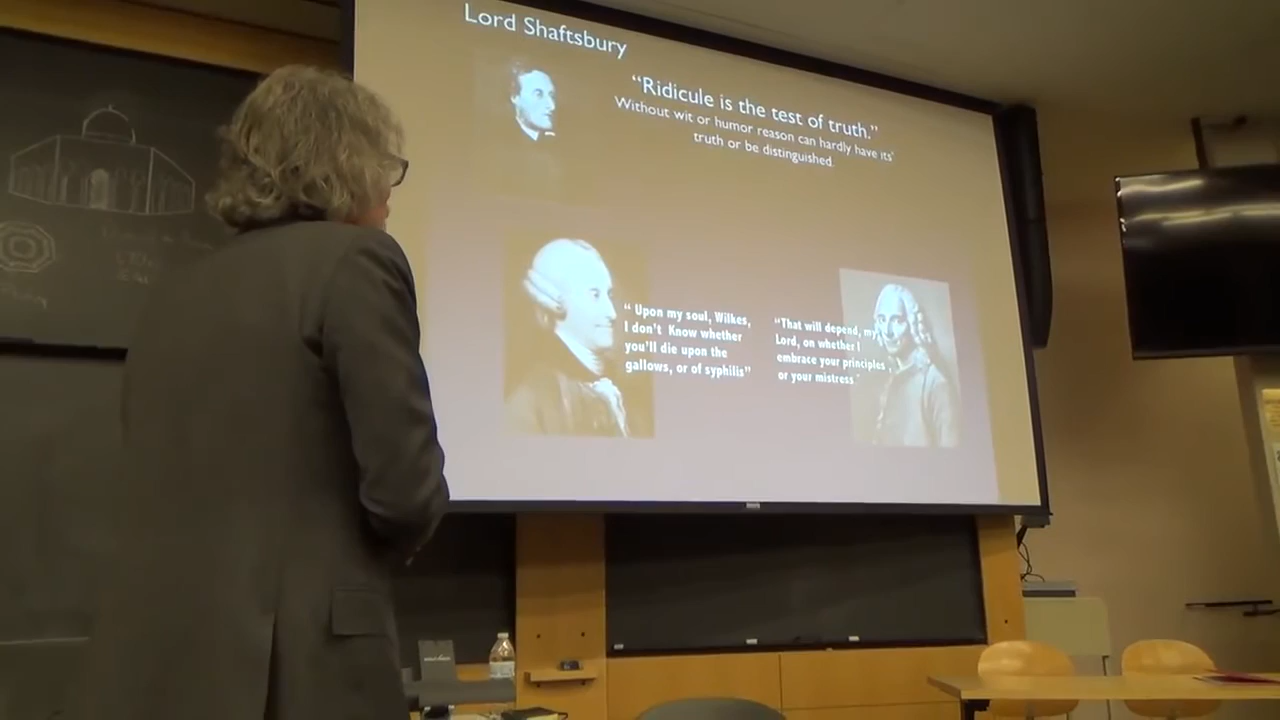 Lord Shaftsbury
“Ridicule is the test of truth.”
Without wit or humor reason can hardly have its'
truth or be distinguished.
“ Upon my soul, Wilkes,
I don't Know whether
you'll die upon the
gallows, or of syphilis”
“That will depend, my
Lord, on whether I
embrace your principles ,
or your mistress